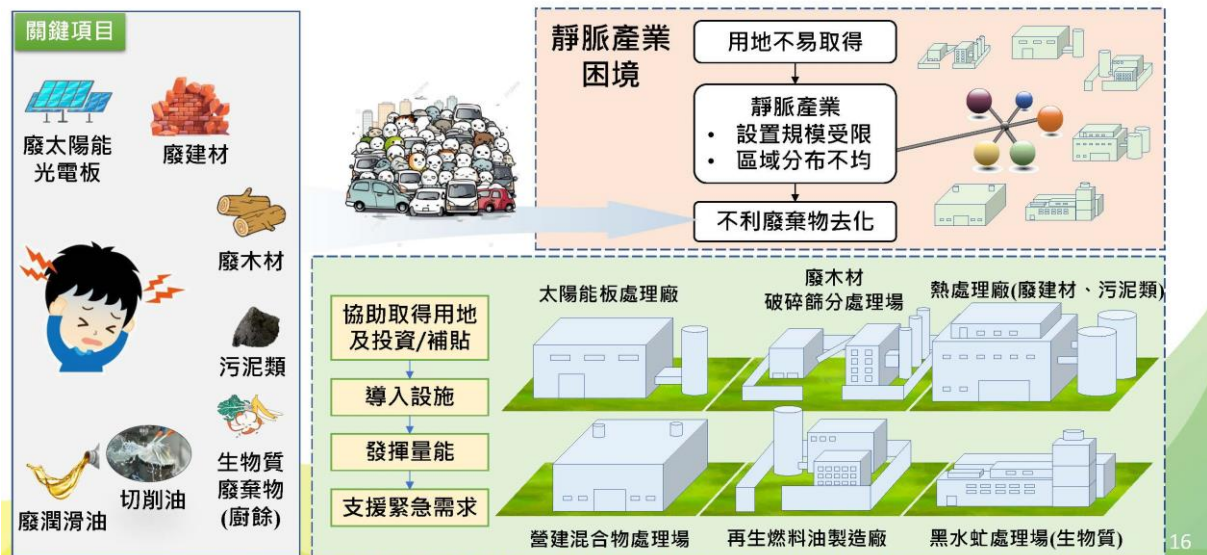 關鍵項目
廢太陽能
光電板
廢建材
廢木材
污泥類
生物質
廢棄物
(廚餘)
切削油
廢潤滑油
靜脈產業
困境
用地不易取得
靜脈產業
• 設置規模受限
• 區域分布不均
不利廢棄物去化
協助取得用地
及投資/補貼
導入設施
發揮量能
支援緊急需求
太陽能板處理廠
廢木材
破碎篩分處理場
熱處理廠(廢建材、污泥類)
營建混合物處理場
再生燃料油製造廠
黑水虻處理場(生物質)
16